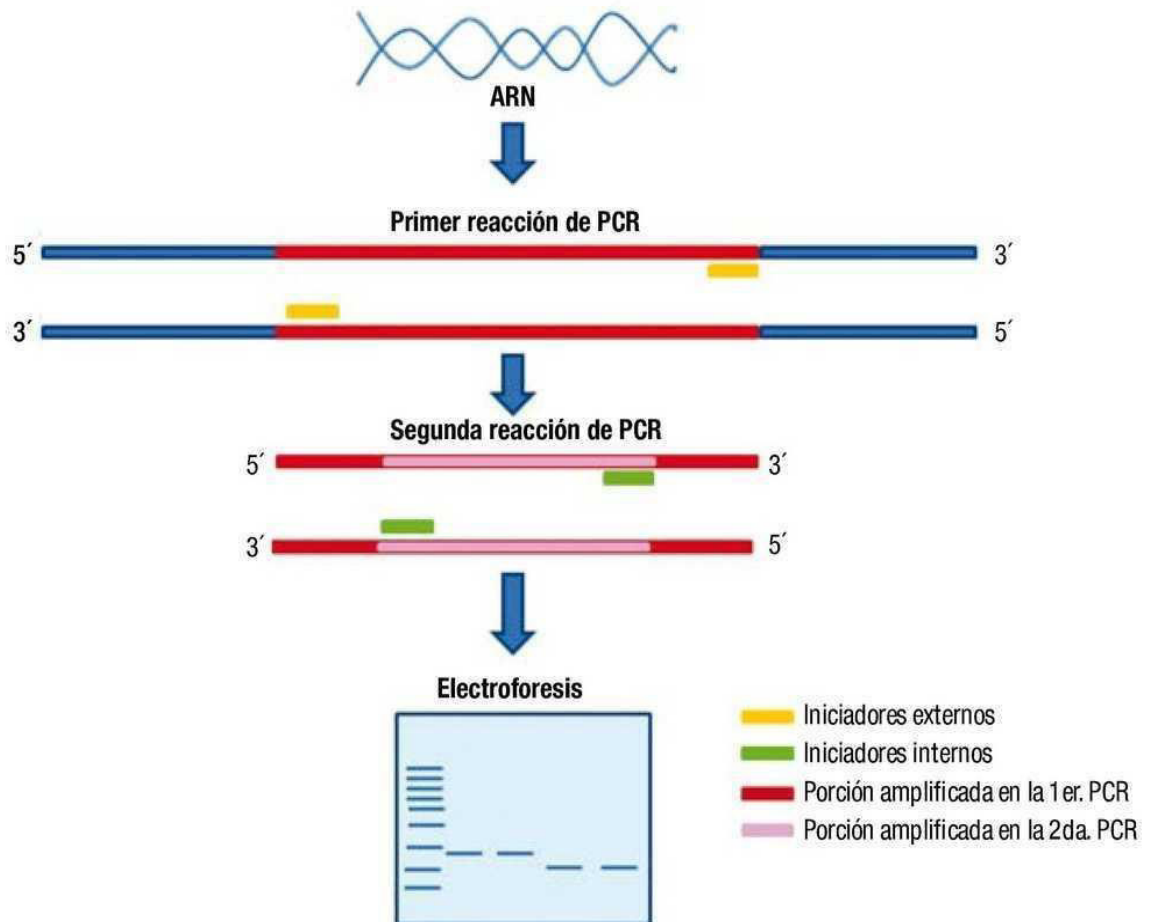 ARN
Primer reacción de PCR
5´ 3´
3´ 5´
Segunda reacción de PCR
5´ 3´
3´ 5´
Electroforesis
Iniciadores externos
Iniciadores internos
Porción amplificada en la 1er. PCR
Porción amplificada en la 2da. PCR